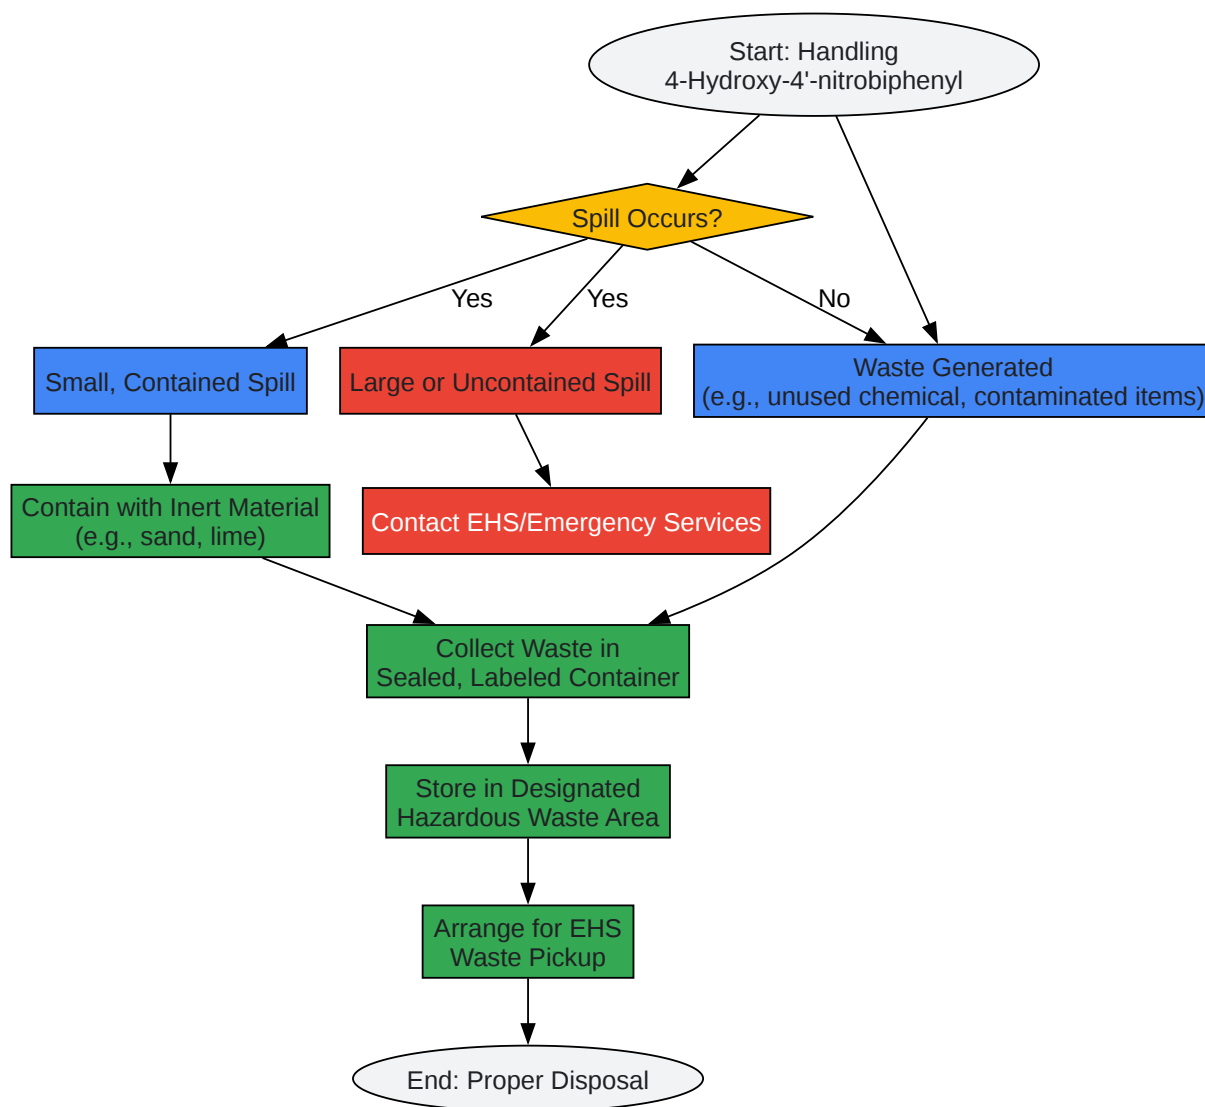 Start: Handling
4-Hydroxy-4'-nitrobiphenyl
Spill Occurs?
Yes
Yes
No
Small, Contained Spill
Large or Uncontained Spill
Waste Generated
(e.g., unused chemical, contaminated items)
Contain with Inert Material
(e.g., sand, lime)
Contact EHS/Emergency Services
Collect Waste in
Sealed, Labeled Container
Store in Designated
Hazardous Waste Area
Arrange for EHS
Waste Pickup
End: Proper Disposal